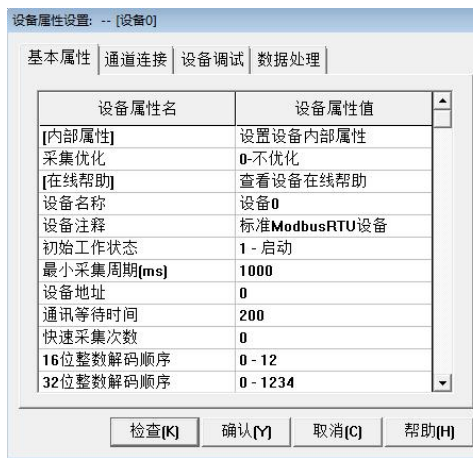 设备属性设置: -- [设备0]
基本属性 通道连接 设备调试 数据处理
设备属性名 设备属性值
[内部属性] 设置设备内部属性
采集优化 0-不优化
[在线帮助] 查看设备在线帮助
设备名称 设备0
设备注释 标准ModbusRTU设备
初始工作状态 1 - 启动
最小采集周期(ms) 1000
设备地址 0
通讯等待时间 200
快速采集次数 0
16位整数解码顺序 0 - 12
32位整数解码顺序 0 - 1234
检查(K) 确认(Y) 取消(C) 帮助(H)